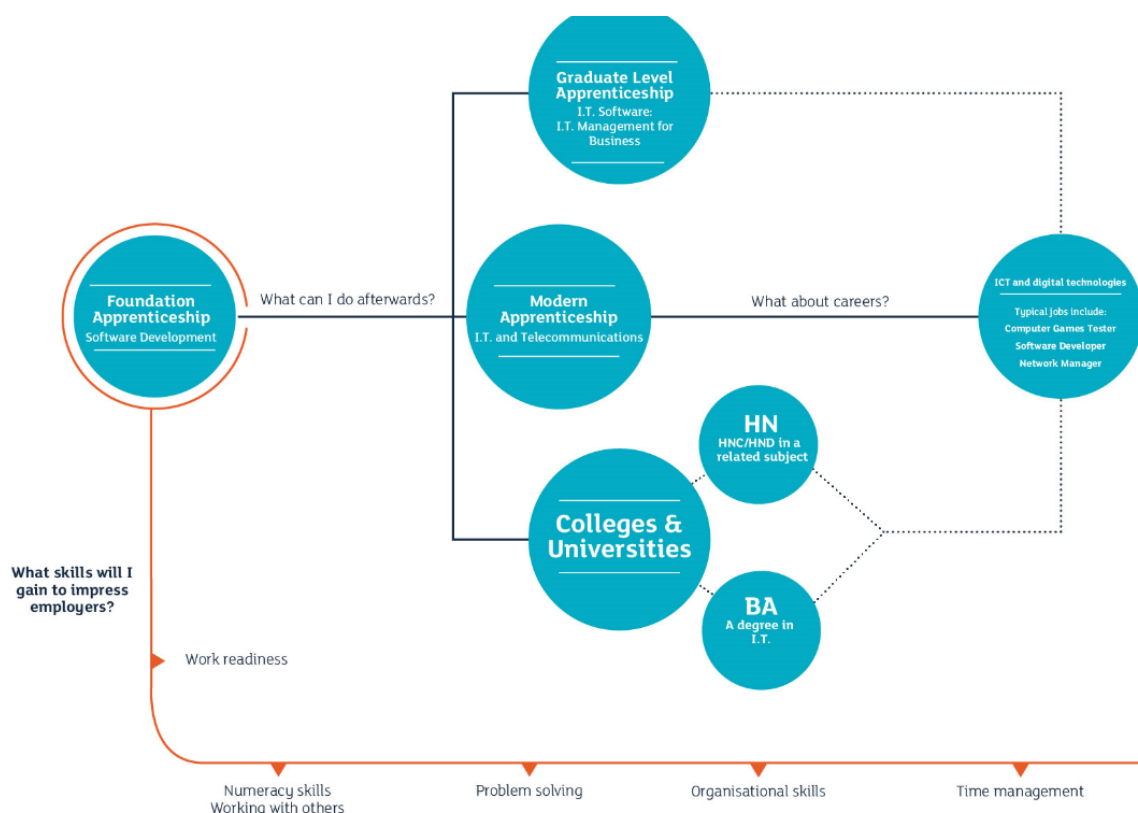 Graduate Level
Apprenticeship
I.T. Software:
I.T. Management for
Business
Foundation
Apprenticeship
Software Development
What can I do afterwards?
Modern
Apprenticeship
I.T. and Telecommunications
What about careers?
ICT and digital technologies
Typical jobs include:
Computer Games Tester
Software Developer
Network Manager
HN
HNC/HND in a
related subject
Colleges &
Universities
BA
A degree in
I.T.
What skills will I
gain to impress
employers?
Work readiness
Numeracy skills
Working with others
Problem solving
Organisational skills
Time management